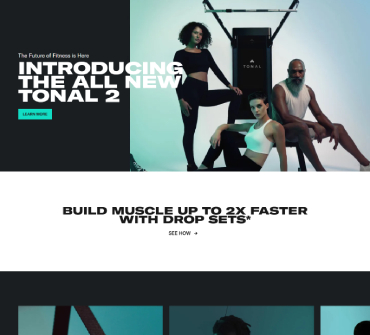 The Future of Fitness is Here
INTRODUCING
THE ALL NEW
TONAL 2
LEARN MORE
TONAL
BUILD MUSCLE UP TO 2X FASTER
WITH DROP SETS*
SEE HOW →